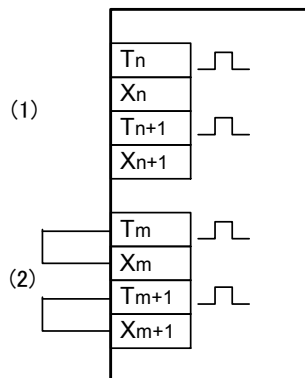 Tn
Xn
(1)
Tn+1
Xn+1
Tm
Xm
(2)
Tm+1
Xm+1